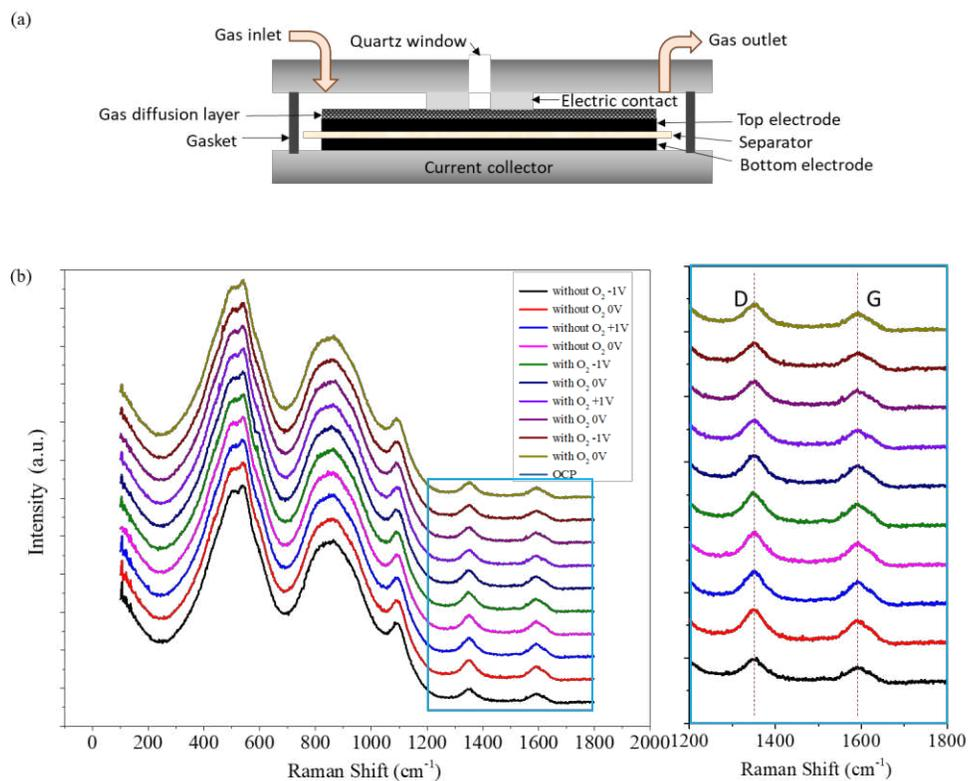 (a)
Gas inlet
Quartz window
Gas outlet
Electric contact
Gas diffusion layer
Top electrode
Gasket
Separator
Bottom electrode
Current collector
(b)
without O₂ -1V
without O₂ 0V
without O₂ +1V
without O₂ 0V
with O₂ -1V
with O₂ 0V
with O₂ +1V
with O₂ 0V
with O₂ -1V
with O₂ 0V
OCP
D
G
Intensity (a.u.)
0 200 400 600 800 1000 1200 1400 1600 1800 2000
1200 1400 1600 1800
Raman Shift (cm⁻¹)
Raman Shift (cm⁻¹)